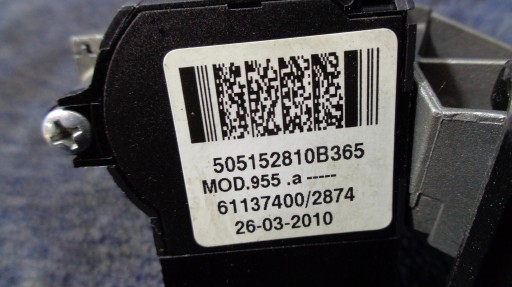 505152810B365
MOD.955 .a -----
61137400/2874
26-03-2010